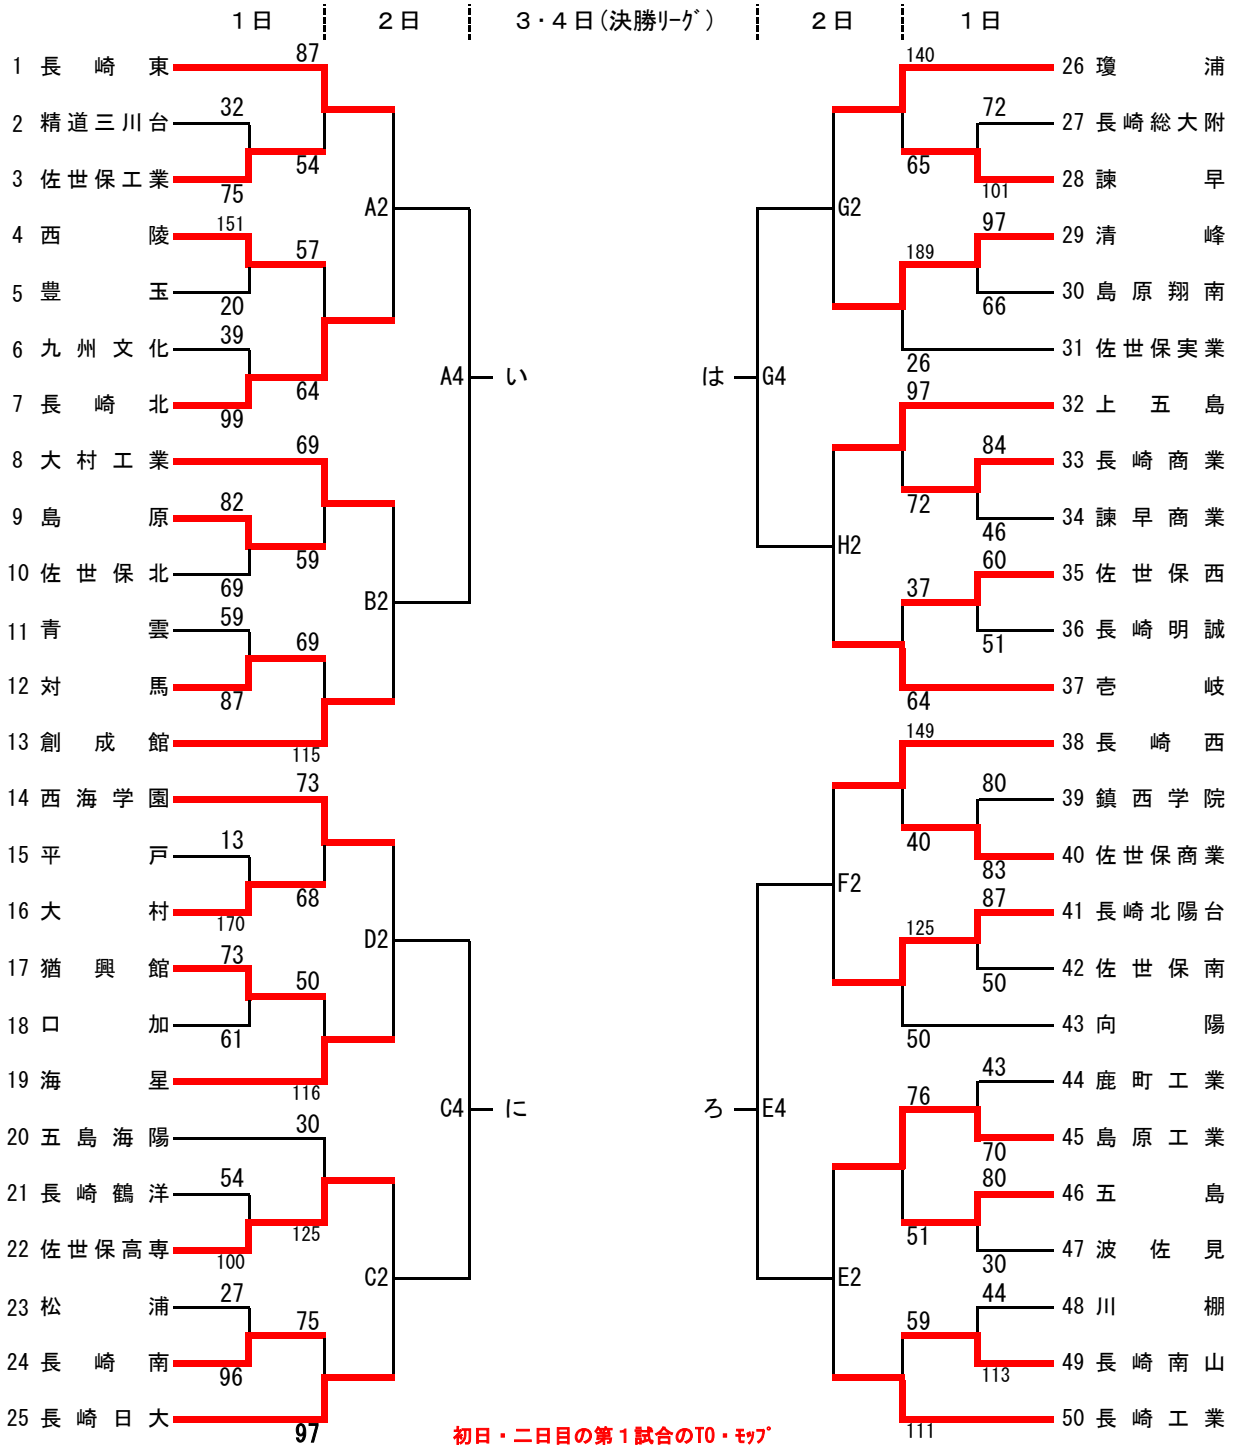 1日 2日 3・4日(決勝ﾘｰｸﾞ) 2日 1日
87 140
1 長崎東 26 瓊浦
32 72
2 精道三川台 27 長崎総大附
54 65
3 佐世保工業 28 諫早
75 101
A2 G2
151 97
4 西陵 29 清峰
57 189
5 豊玉 30 島原翔南
20 66
39
6 九州文化 31 佐世保実業
26
A4 い は G4
64 97
7 長崎北 32 上五島
99
69 84
8 大村工業 33 長崎商業
82 72
9 島原 34 諫早商業
46
59 H2 60
10 佐世保北 35 佐世保西
69 37
B2
59
11 青雲 36 長崎明誠
69 51
12 対馬 37 壱岐
87 64
149
13 創成館 38 長崎西
115
73 80
14 西海学園 39 鎮西学院
13 40
15 平戸 40 佐世保商業
83
68 F2 87
16 大村 41 長崎北陽台
170 125
D2
73
17 猶興館 42 佐世保南
50 50
18 口加 43 向陽
61 50
43
19 海星 44 鹿町工業
116 76
C4 に ろ E4
30
20 五島海陽 45 島原工業
70
54 80
21 長崎鶴洋 46 五島
125 51
22 佐世保高専 47 波佐見
100 30
C2 E2
27 44
23 松浦 48 川棚
75 59
24 長崎南 49 長崎南山
96 113
25 長崎日大 50 長崎工業
97 111
初日・二日目の第1試合のTO・ﾓｯﾌﾟ